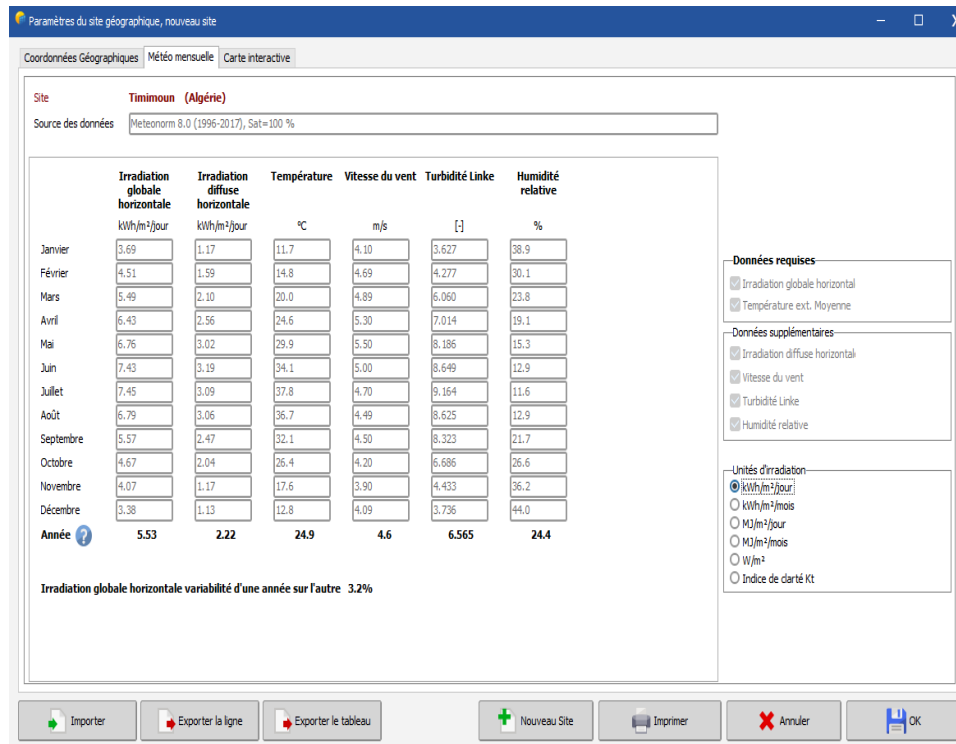 Paramètres du site géographique, nouveau site
Coordonnées Géographiques Météo mensuelle Carte interactive
Site Timimoun (Algérie)
Source des données Meteonorm 8.0 (1996-2017), Sat=100 %
Irradiation globale horizontale Irradiation diffuse horizontale Température Vitesse du vent Turbidité Linke Humidité relative
kWh/m²/jour kWh/m²/jour °C m/s [-] %
Janvier 3.69 1.17 11.7 4.10 3.627 38.9
Février 4.51 1.59 14.8 4.69 4.277 30.1
Mars 5.49 2.10 20.0 4.89 6.060 23.8
Avril 6.43 2.56 24.6 5.30 7.014 19.1
Mai 6.76 3.02 29.9 5.50 8.186 15.3
Juin 7.43 3.19 34.1 5.00 8.649 12.9
Juillet 7.45 3.09 37.8 4.70 9.164 11.6
Août 6.79 3.06 36.7 4.49 8.625 12.9
Septembre 5.57 2.47 32.1 4.50 8.323 21.7
Octobre 4.67 2.04 26.4 4.20 6.686 26.6
Novembre 4.07 1.17 17.6 3.90 4.433 36.2
Décembre 3.38 1.13 12.8 4.09 3.736 44.0
Année ? 5.53 2.22 24.9 4.6 6.565 24.4
Irradiation globale horizontale variabilité d'une année sur l'autre 3.2%
Données requises
Irradiation globale horizontal
Température ext. Moyenne
Données supplémentaires
Irradiation diffuse horizontal
Vitesse du vent
Turbidité Linke
Humidité relative
Unités d'irradiation
kWh/m²/jour
kWh/m²/mois
MJ/m²/jour
MJ/m²/mois
W/m²
Indice de clarté Kt
Importer Exporter la ligne Exporter le tableau Nouveau Site Imprimer Annuler OK